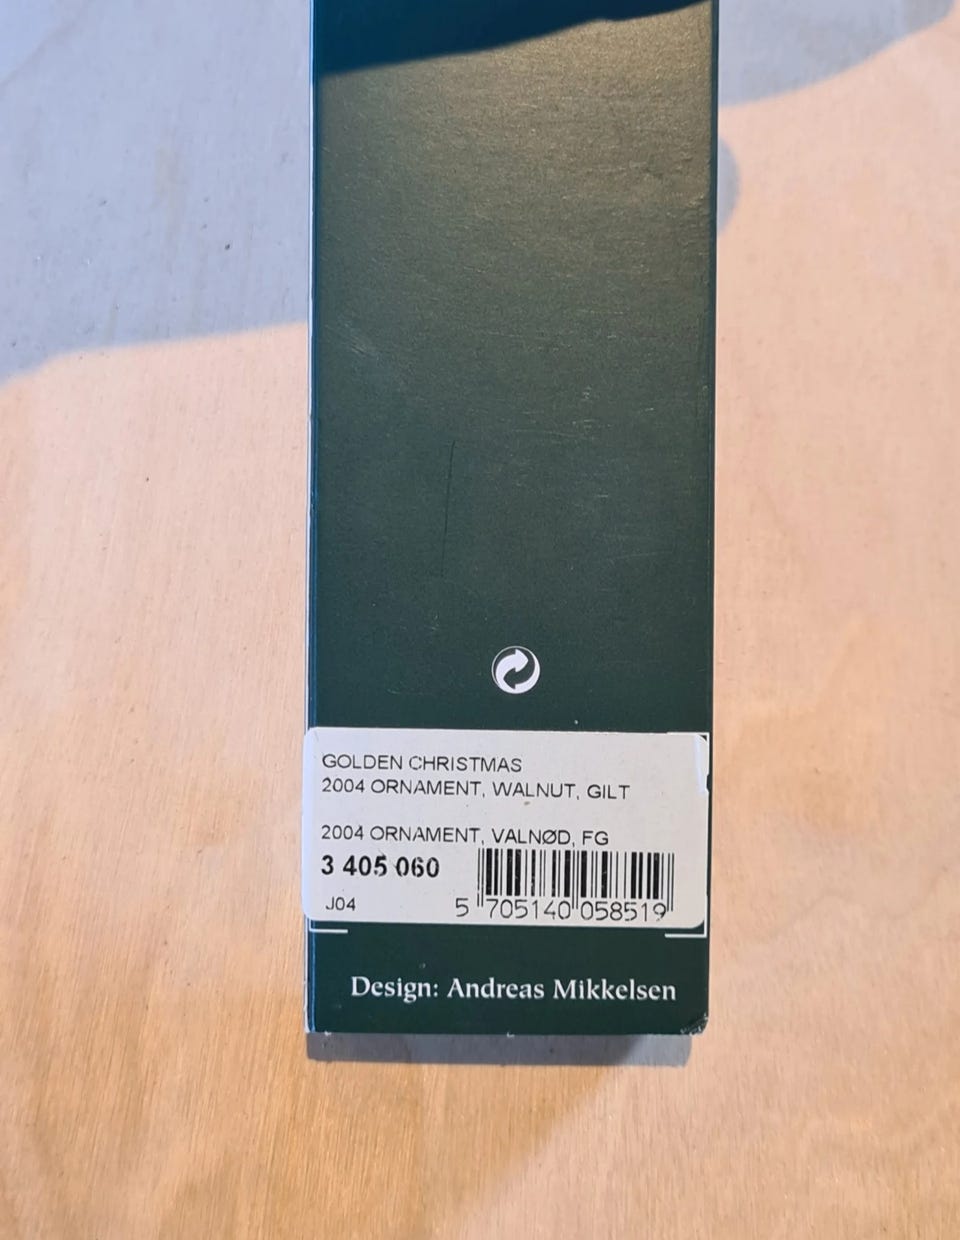 GOLDEN CHRISTMAS
2004 ORNAMENT, WALNUT, GILT
2004 ORNAMENT, VALNØD, FG
3 405 060
J04
5 705140 058519
Design: Andreas Mikkelsen